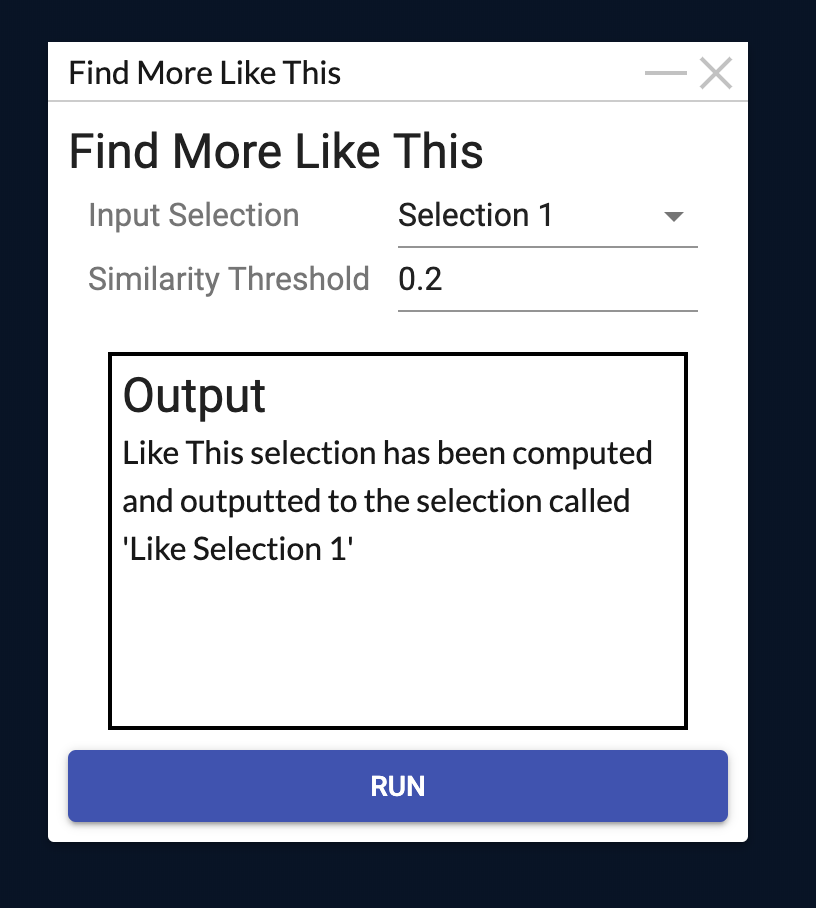 Find More Like This
Find More Like This
Input Selection Selection 1
Similarity Threshold 0.2
Output
Like This selection has been computed
and outputted to the selection called
'Like Selection 1'
RUN